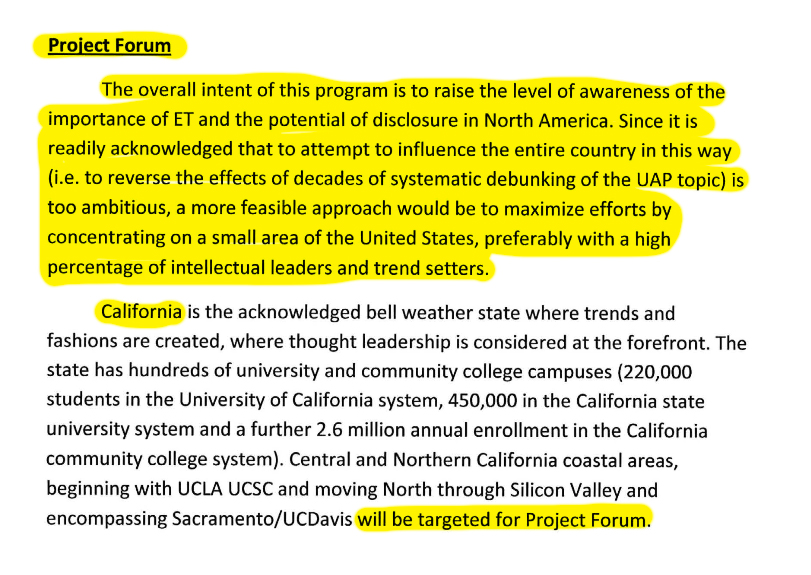 Project Forum
The overall intent of this program is to raise the level of awareness of the
importance of ET and the potential of disclosure in North America. Since it is
readily acknowledged that to attempt to influence the entire country in this way
(i.e. to reverse the effects of decades of systematic debunking of the UAP topic) is
too ambitious, a more feasible approach would be to maximize efforts by
concentrating on a small area of the United States, preferably with a high
percentage of intellectual leaders and trend setters.
California is the acknowledged bell weather state where trends and
fashions are created, where thought leadership is considered at the forefront. The
state has hundreds of university and community college campuses (220,000
students in the University of California system, 450,000 in the California state
university system and a further 2.6 million annual enrollment in the California
community college system). Central and Northern California coastal areas,
beginning with UCLA UCSC and moving North through Silicon Valley and
encompassing Sacramento/UCDavis will be targeted for Project Forum.